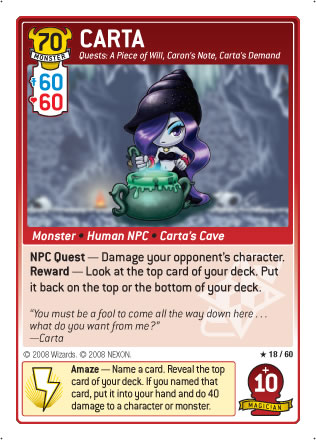 70
MONSTER
CARTA
Quests: A Piece of Will, Caron's Note, Carta's Demand
60
60
Monster • Human NPC • Carta's Cave
NPC Quest — Damage your opponent's character.
Reward — Look at the top card of your deck. Put
it back on the top or the bottom of your deck.
"You must be a fool to come all the way down here . . .
what do you want from me?"
—Carta
© 2008 Wizards. © 2008 NEXON.
★ 18 / 60
Amaze — Name a card. Reveal the top
card of your deck. If you named that
card, put it into your hand and do 40
damage to a character or monster.
+
10
MAGICIAN